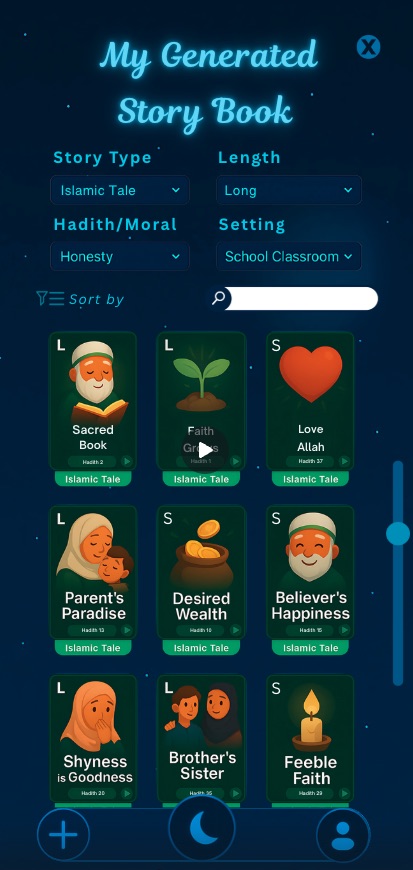 My Generated
X
Story Book
Story Type
Length
Islamic Tale
Long
Hadith/Moral
Setting
Honesty
School Classroom
Sort by
L
Sacred
Book
Hadith 2
Islamic Tale
L
Faith
Grows
Hadith 1
Islamic Tale
S
Love
Allah
Hadith 37
Islamic Tale
L
Parent's
Paradise
Hadith 13
Islamic Tale
S
Desired
Wealth
Hadith 10
Islamic Tale
S
Believer's
Happiness
Hadith 15
Islamic Tale
L
Shyness
is Goodness
Hadith 20
L
Brother's
Sister
Hadith 35
S
Feeble
Faith
Hadith 29